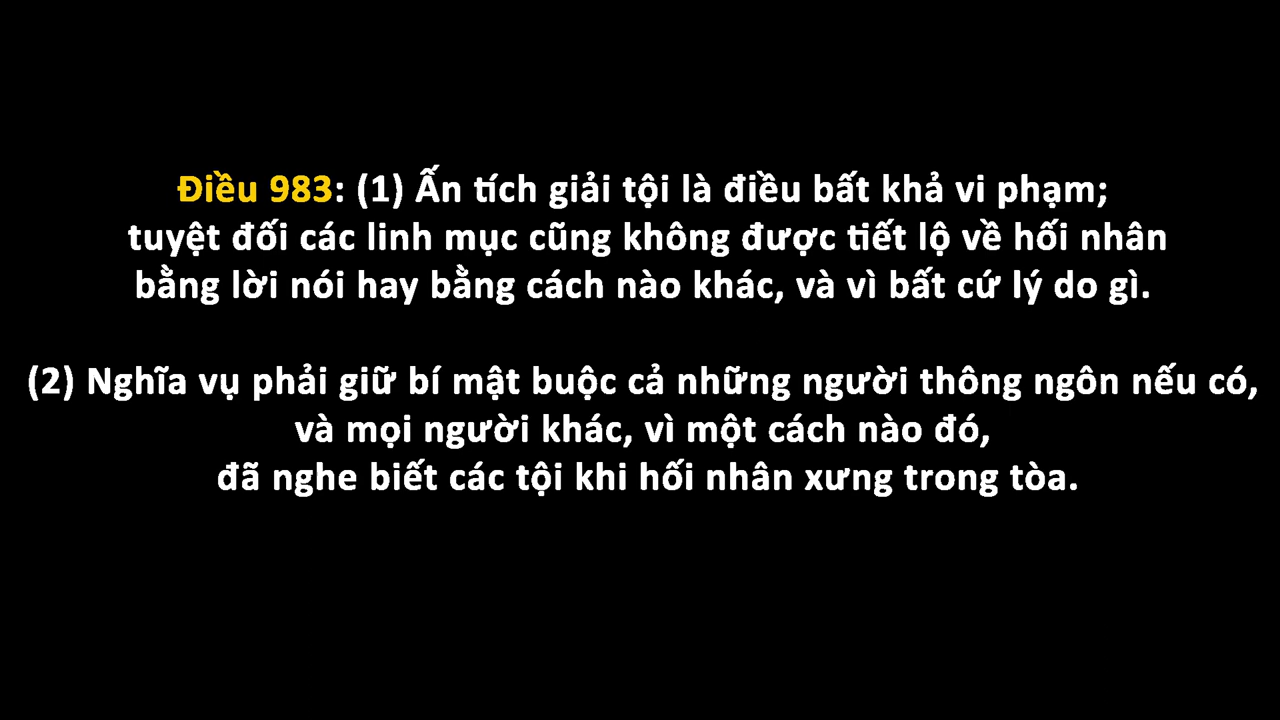 Điều 983: (1) Ấn tích giải tội là điều bất khả vi phạm;
tuyệt đối các linh mục cũng không được tiết lộ về hối nhân
bằng lời nói hay bằng cách nào khác, và vì bất cứ lý do gì.
(2) Nghĩa vụ phải giữ bí mật buộc cả những người thông ngôn nếu có,
và mọi người khác, vì một cách nào đó,
đã nghe biết các tội khi hối nhân xưng trong tòa.